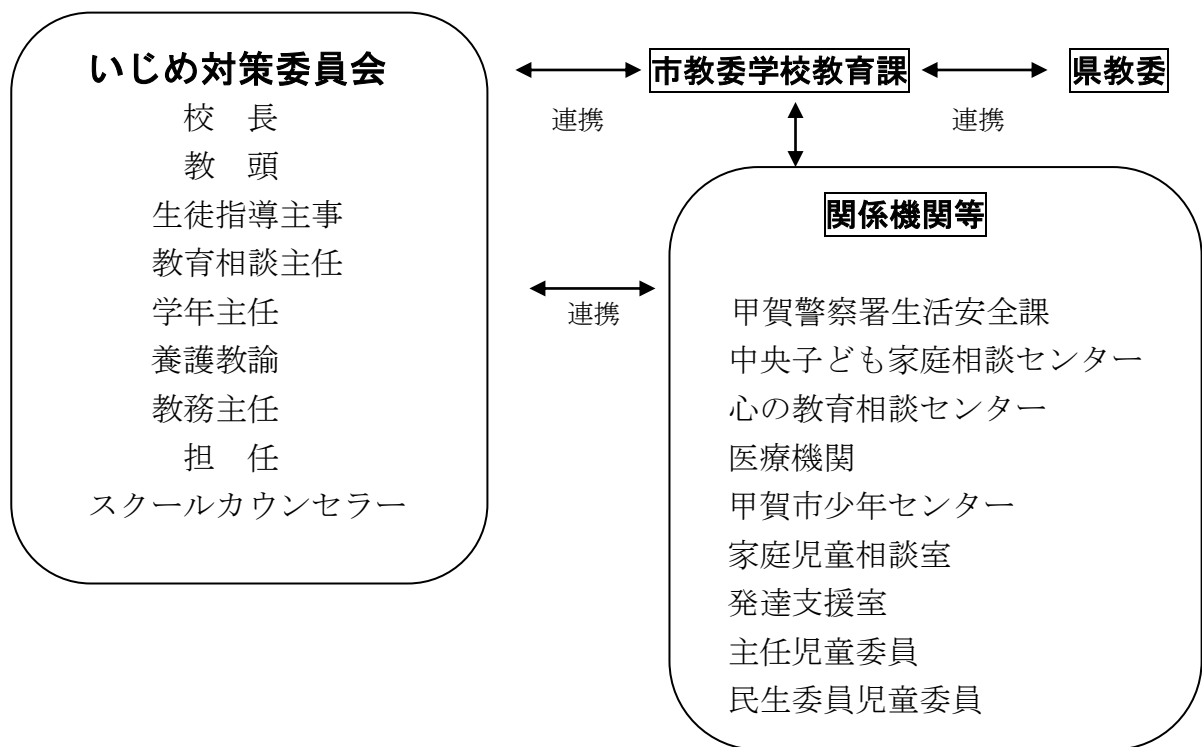 いじめ対策委員会
校　長
教　頭
生徒指導主事
教育相談主任
学年主任
養護教諭
教務主任
担　任
スクールカウンセラー
連携
市教委学校教育課
連携
県教委
連携
関係機関等
甲賀警察署生活安全課
中央子ども家庭相談センター
心の教育相談センター
医療機関
甲賀市少年センター
家庭児童相談室
発達支援室
主任児童委員
民生委員児童委員